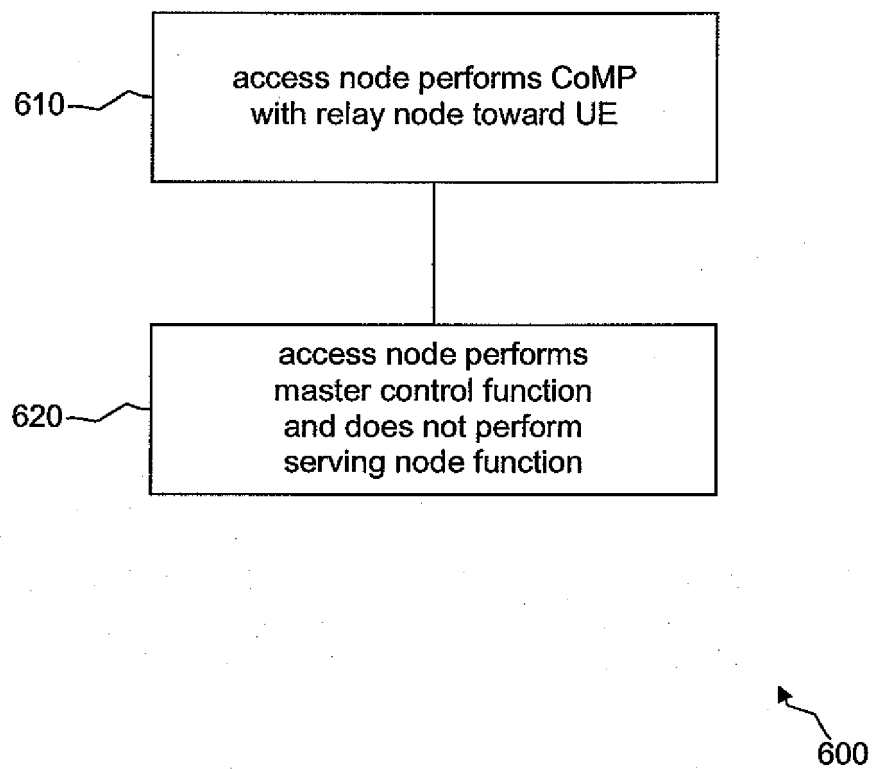 access node performs CoMP
with relay node toward UE
610
access node performs
master control function
and does not perform
serving node function
620
600